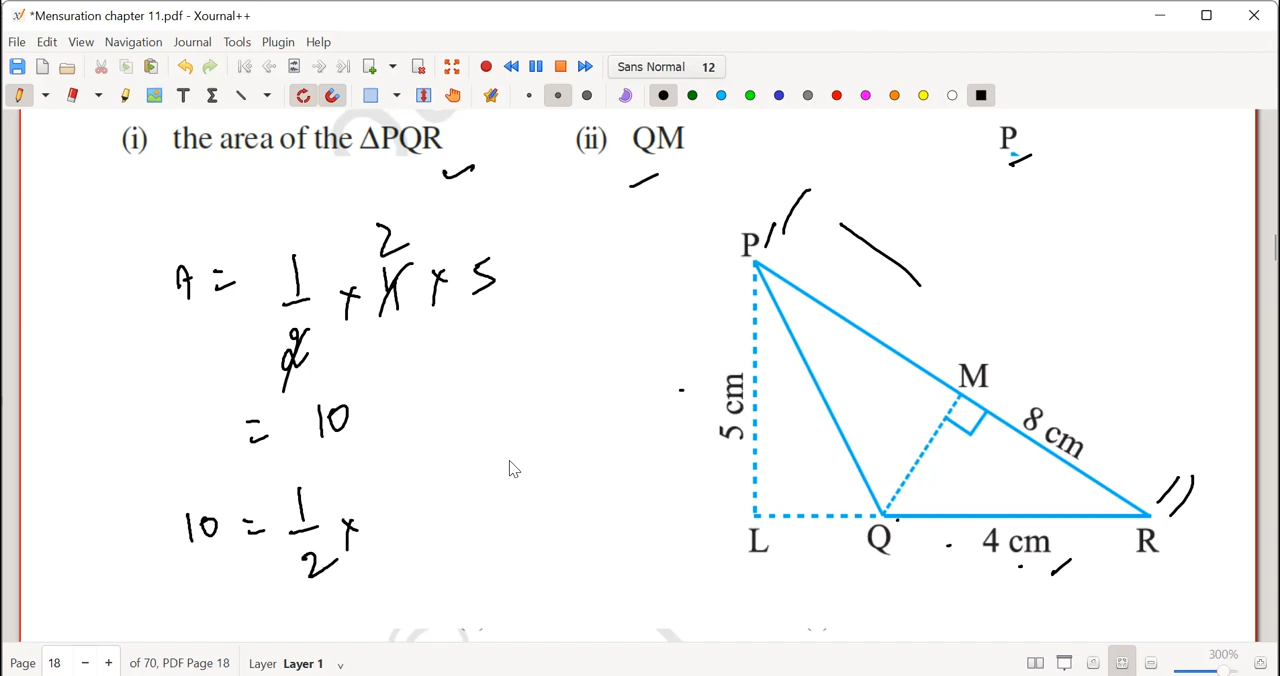 *Mensuration chapter 11.pdf - Xournal++
File Edit View Navigation Journal Tools Plugin Help
Sans Normal 12
(i) the area of the ΔPQR (ii) QM P
A = 1/2 × 4 × 5
2
= 10
10 = 1/2 ×
P
M
5 cm
8 cm
L Q 4 cm R
Page 18 of 70, PDF Page 18 Layer Layer 1 300%